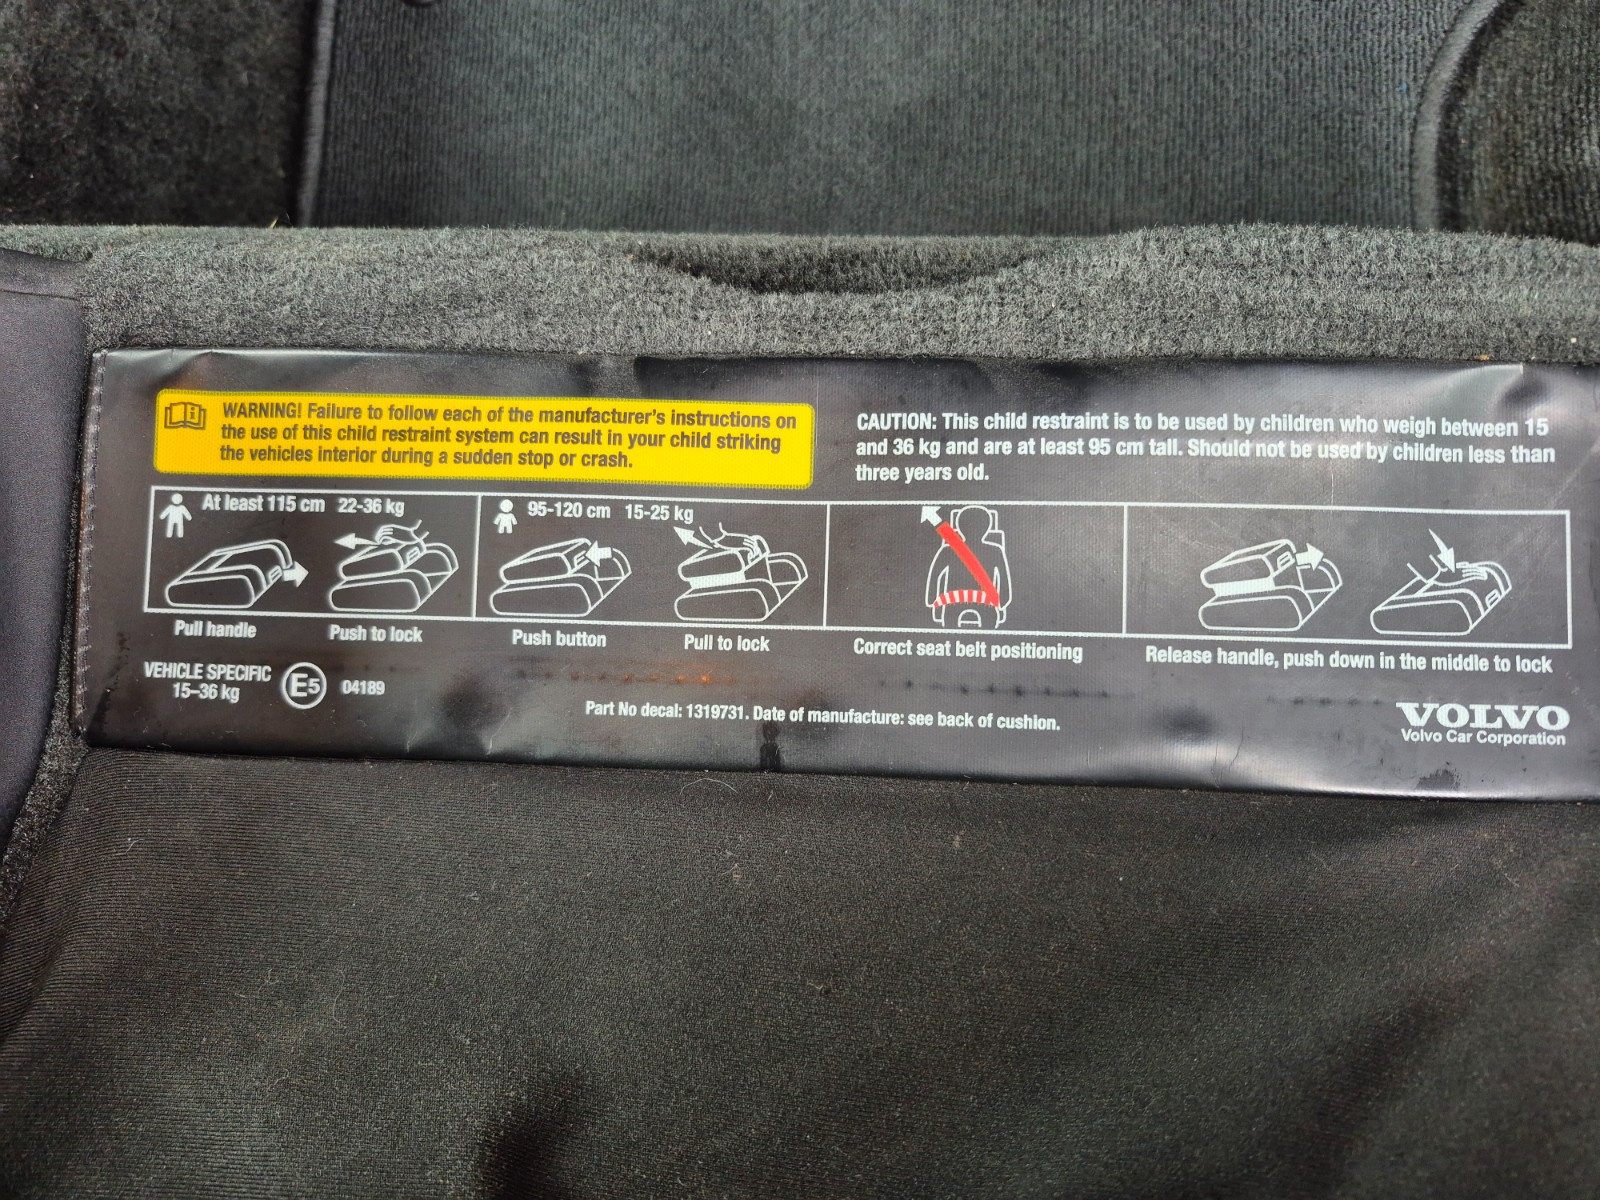 WARNING! Failure to follow each of the manufacturer's instructions on
the use of this child restraint system can result in your child striking
the vehicles interior during a sudden stop or crash.
CAUTION: This child restraint is to be used by children who weigh between 15
and 36 kg and are at least 95 cm tall. Should not be used by children less than
three years old.
At least 115 cm 22-36 kg
95-120 cm 15-25 kg
Pull handle
Push to lock
Push button
Pull to lock
Correct seat belt positioning
Release handle, push down in the middle to lock
VEHICLE SPECIFIC
15–36 kg
E5
04189
Part No decal: 1319731. Date of manufacture: see back of cushion.
VOLVO
Volvo Car Corporation